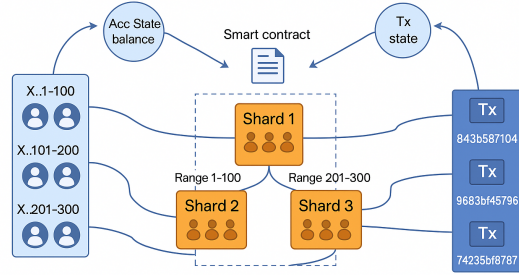 Acc State
balance
Smart contract
Tx
state
X..1-100
X..101-200
X..201-300
Shard 1
Range 1-100
Range 201-300
Shard 2
Shard 3
Tx
843b587104
Tx
9683bf45796
Tx
74235bf8787